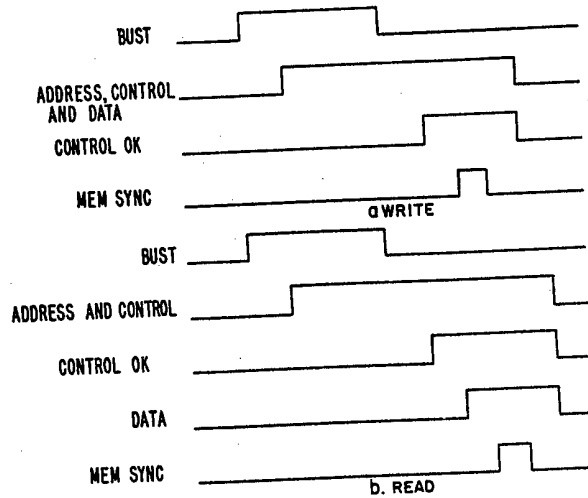 BUST
ADDRESS, CONTROL
AND DATA
CONTROL OK
MEM SYNC
a WRITE
BUST
ADDRESS AND CONTROL
CONTROL OK
DATA
MEM SYNC
b. READ